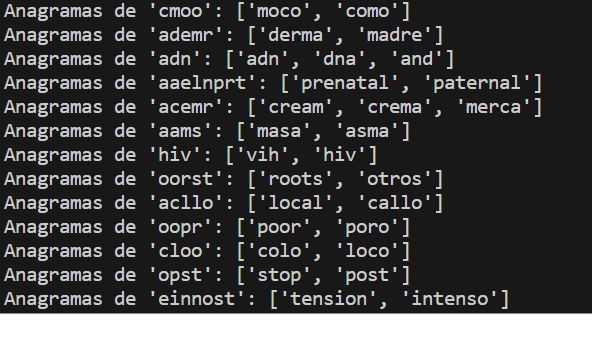 Anagramas de 'cmoo': ['moco', 'como']
Anagramas de 'ademr': ['derma', 'madre']
Anagramas de 'adn': ['adn', 'dna', 'and']
Anagramas de 'aaelnprt': ['prenatal', 'paternal']
Anagramas de 'acemr': ['cream', 'crema', 'merca']
Anagramas de 'aams': ['masa', 'asma']
Anagramas de 'hiv': ['vih', 'hiv']
Anagramas de 'oorst': ['roots', 'otros']
Anagramas de 'acllo': ['local', 'callo']
Anagramas de 'oopr': ['poor', 'poro']
Anagramas de 'cloo': ['colo', 'loco']
Anagramas de 'opst': ['stop', 'post']
Anagramas de 'einnost': ['tension', 'intenso']